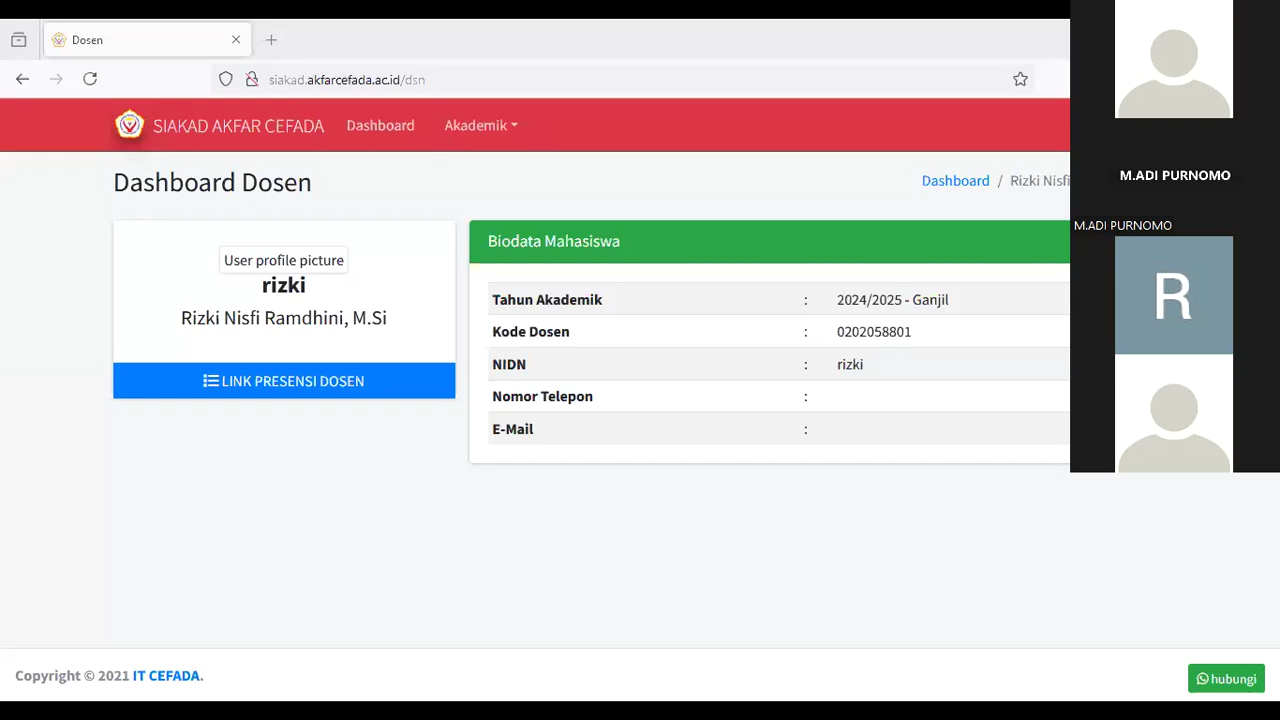 Dosen
siakad.akfarcefada.ac.id/dsn
SIAKAD AKFAR CEFADA Dashboard Akademik
Dashboard Dosen
Dashboard / Rizki Nisfi
User profile picture
rizki
Rizki Nisfi Ramdhini, M.Si
LINK PRESENSI DOSEN
Biodata Mahasiswa
Tahun Akademik : 2024/2025 - Ganjil
Kode Dosen : 0202058801
NIDN : rizki
Nomor Telepon :
E-Mail :
M.ADI PURNOMO
M.ADI PURNOMO
R
Copyright © 2021 IT CEFADA.
hubungi